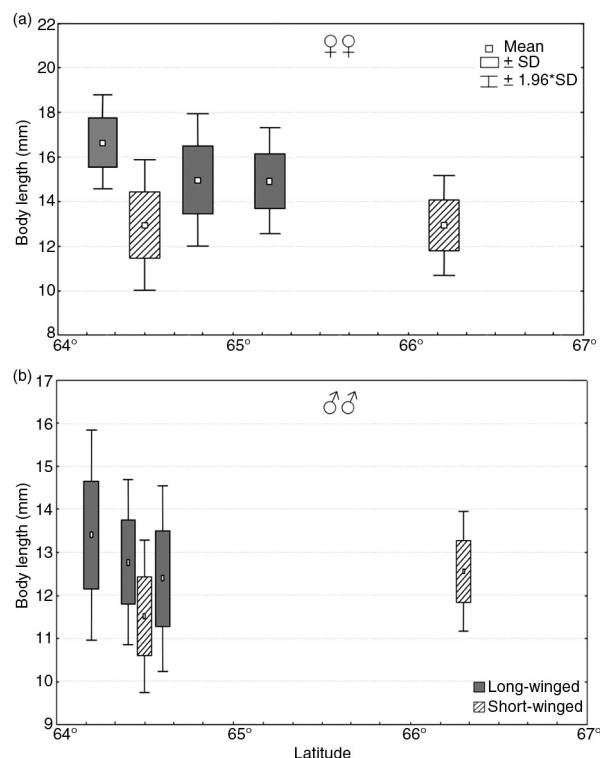 (a)
22
♀♀
Mean
± SD
± 1.96*SD
20
18
16
14
12
10
8
Body length (mm)
64° 65° 66° 67°
(b)
17
♂♂
16
15
14
13
12
11
10
9
Body length (mm)
Long-winged
Short-winged
64° 65° 66° 67°
Latitude